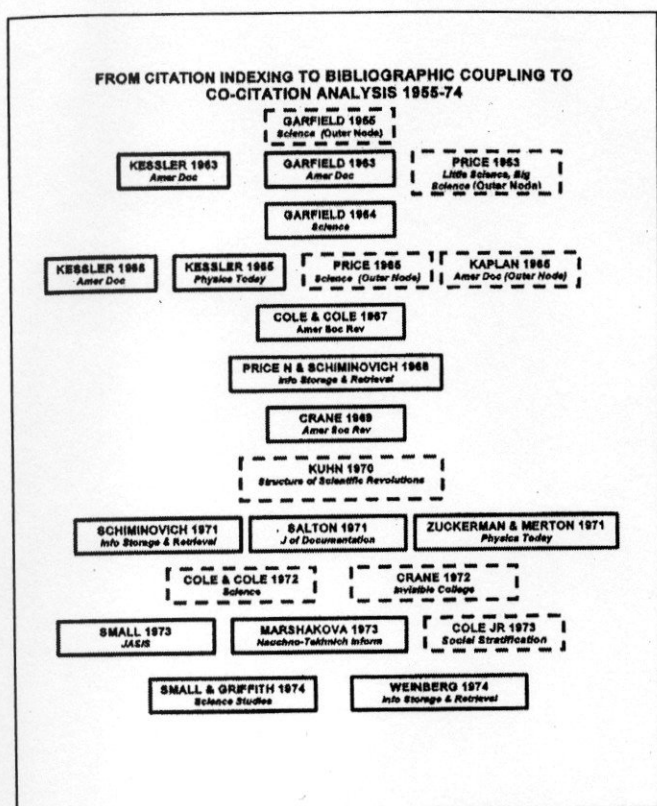 FROM CITATION INDEXING TO BIBLIOGRAPHIC COUPLING TO
CO-CITATION ANALYSIS 1955-74
GARFIELD 1955
Science (Outer Node)
KESSLER 1963
Amer Doc
GARFIELD 1963
Amer Doc
PRICE 1963
Little Science, Big
Science (Outer Node)
GARFIELD 1964
Science
KESSLER 1965
Amer Doc
KESSLER 1965
Physics Today
PRICE 1965
Science (Outer Node)
KAPLAN 1965
Amer Doc (Outer Node)
COLE & COLE 1967
Amer Soc Rev
PRICE N & SCHIMINOVICH 1968
Info Storage & Retrieval
CRANE 1969
Amer Soc Rev
KUHN 1970
Structure of Scientific Revolutions
SCHIMINOVICH 1971
Info Storage & Retrieval
SALTON 1971
J of Documentation
ZUCKERMAN & MERTON 1971
Physics Today
COLE & COLE 1972
Science
CRANE 1972
Invisible College
SMALL 1973
JASIS
MARSHAKOVA 1973
Nauchno-Tekhnich Inform
COLE JR 1973
Social Stratification
SMALL & GRIFFITH 1974
Science Studies
WEINBERG 1974
Info Storage & Retrieval